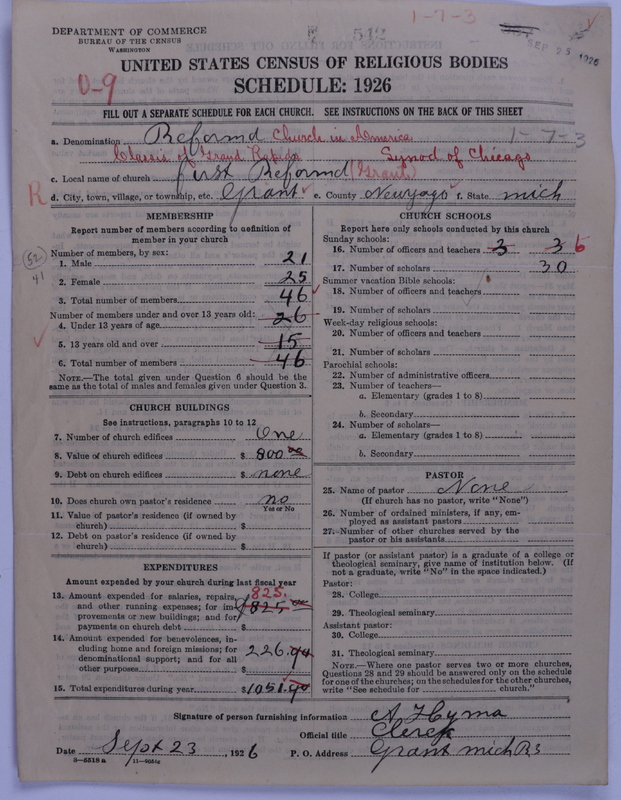 1-7-3
DEPARTMENT OF COMMERCE
BUREAU OF THE CENSUS
WASHINGTON
542
SEP 25 1926
UNITED STATES CENSUS OF RELIGIOUS BODIES
SCHEDULE: 1926
0-9
FILL OUT A SEPARATE SCHEDULE FOR EACH CHURCH. SEE INSTRUCTIONS ON THE BACK OF THIS SHEET
a. Denomination Reformd Church in America 1-7-3
Classis of Grand Rapids Synod of Chicago
c. Local name of church first Reformd (Grant)
R
d. City, town, village, or township, etc. Grant e. County Newyago f. State mich
MEMBERSHIP
Report number of members according to definition of
member in your church
Number of members, by sex:
52
41
1. Male 21
2. Female 25
3. Total number of members 46
Number of members under and over 13 years old:
4. Under 13 years of age 26
5. 13 years old and over 15
6. Total number of members 46
NOTE.—The total given under Question 6 should be the
same as the total of males and females given under Question 3.
CHURCH BUILDINGS
See instructions, paragraphs 10 to 12
7. Number of church edifices One
8. Value of church edifices $ 800 00
9. Debt on church edifices $ none
10. Does church own pastor's residence no
Yes or No
11. Value of pastor's residence (if owned by
church) $
12. Debt on pastor's residence (if owned by
church) $
EXPENDITURES
Amount expended by your church during last fiscal year
13. Amount expended for salaries, repairs, 825.
and other running expenses; for im- 825 00
provements or new buildings; and for
payments on church debt $
14. Amount expended for benevolences, in-
cluding home and foreign missions; for 226.94
denominational support; and for all
other purposes $
15. Total expenditures during year $ 1051.90
CHURCH SCHOOLS
Report here only schools conducted by this church
Sunday schools:
16. Number of officers and teachers 3 3 6
17. Number of scholars 30
Summer vacation Bible schools:
18. Number of officers and teachers
19. Number of scholars
Week-day religious schools:
20. Number of officers and teachers
21. Number of scholars
Parochial schools:
22. Number of administrative officers
23. Number of teachers—
a. Elementary (grades 1 to 8)
b. Secondary
24. Number of scholars—
a. Elementary (grades 1 to 8)
b. Secondary
PASTOR
25. Name of pastor None
(If church has no pastor, write "None")
26. Number of ordained ministers, if any, em-
ployed as assistant pastors
27. Number of other churches served by the
pastor or his assistants
If pastor (or assistant pastor) is a graduate of a college or
theological seminary, give name of institution below. (If
not a graduate, write "No" in the space indicated.)
Pastor:
28. College
29. Theological seminary
Assistant pastor:
30. College
31. Theological seminary
NOTE.—Where one pastor serves two or more churches,
Questions 28 and 29 should be answered only on the schedule
for one of the churches; on the schedules for the other churches,
write "See schedule for church."
Signature of person furnishing information A Hyma
Official title Clerck
Date Sept 23, 1926 P. O. Address Grant mich R3
3—5518 a 11—9051g